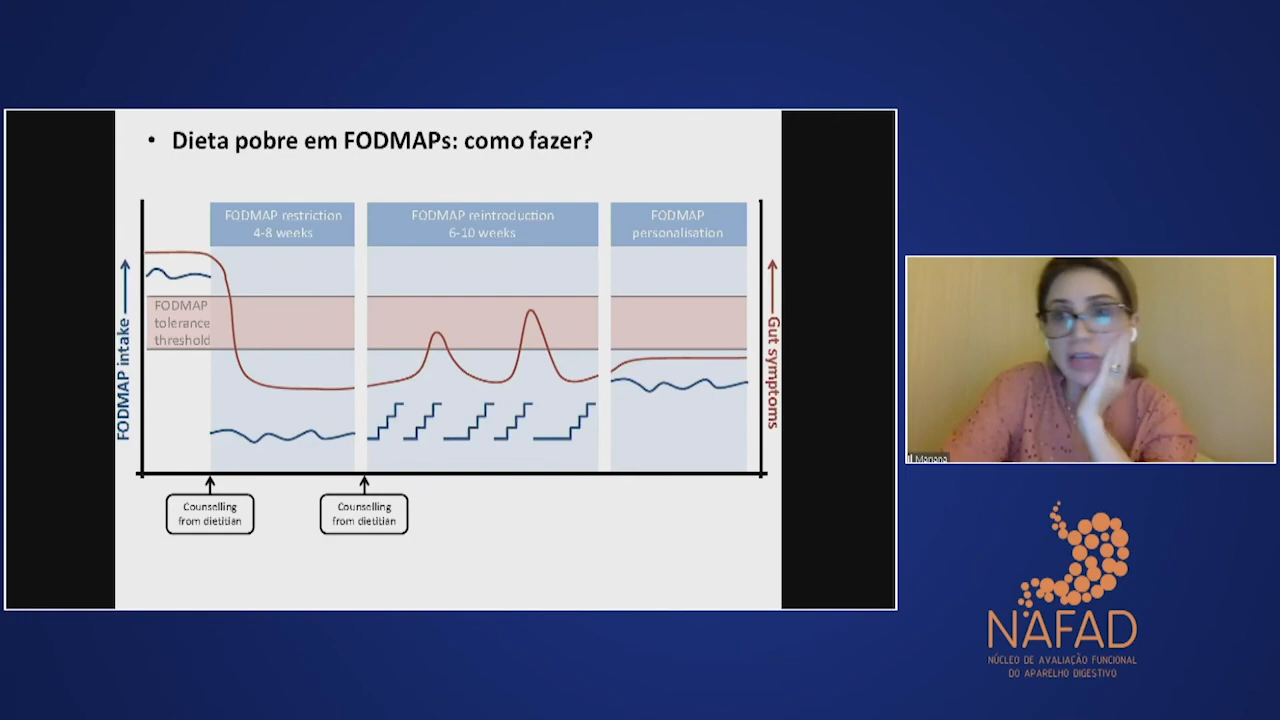 • Dieta pobre em FODMAPs: como fazer?
FODMAP restriction
4-8 weeks
FODMAP reintroduction
6-10 weeks
FODMAP
personalisation
FODMAP
tolerance
threshold
FODMAP intake
Gut symptoms
Counselling
from dietitian
Counselling
from dietitian
Mariana
NAFAD
NÚCLEO DE AVALIAÇÃO FUNCIONAL
DO APARELHO DIGESTIVO